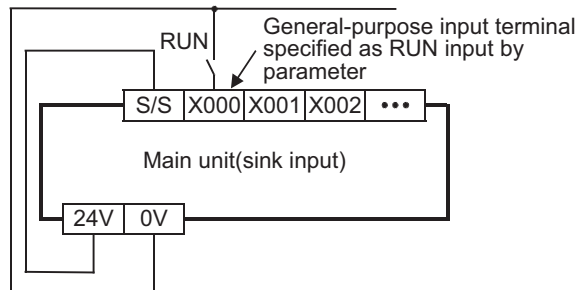 RUN
General-purpose input terminal
specified as RUN input by
parameter
S/S X000 X001 X002 •••
Main unit(sink input)
24V 0V